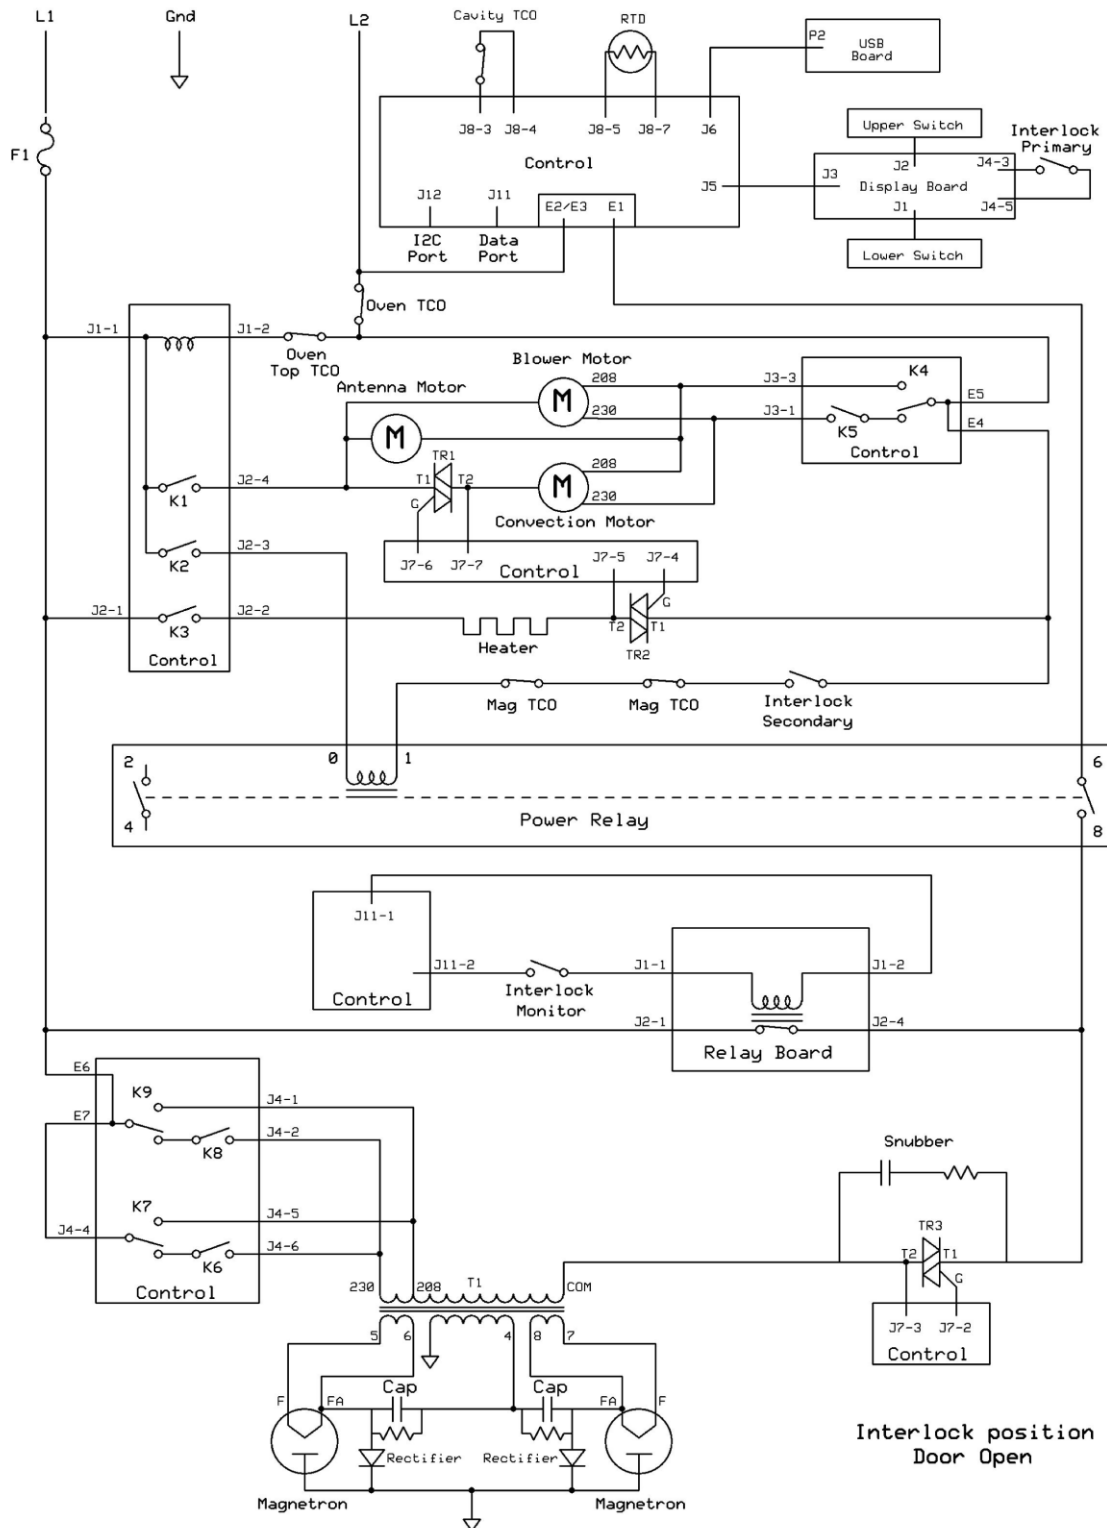 L1
Gnd
L2
Cavity TCO
RTD
P2
USB
Board
F1
J8-3
J8-4
J8-5
J8-7
J6
Control
Upper Switch
Interlock
Primary
J2
J4-3
J3
Display Board
J5
J1
J4-5
Lower Switch
J12
J11
E2/E3
E1
I2C
Port
Data
Port
Oven TCO
J1-1
J1-2
Oven
Top TCO
Blower Motor
Antenna Motor
208
M
230
J3-3
K4
E5
J3-1
K5
E4
Control
M
TR1
T1
T2
G
208
M
230
Convection Motor
J2-4
K1
J2-3
K2
J7-6
J7-7
Control
J7-5
J7-4
J2-1
K3
J2-2
Control
Heater
G
T2
T1
TR2
Mag TCO
Mag TCO
Interlock
Secondary
2
0
1
6
4
Power Relay
8
J11-1
J11-2
Control
Interlock
Monitor
J1-1
J1-2
J2-1
J2-4
Relay Board
E6
K9
J4-1
E7
J4-2
K8
K7
J4-5
J4-4
J4-6
K6
Control
Snubber
TR3
T2
T1
G
J7-3
J7-2
Control
230
208
T1
COM
5
6
4
8
7
F
FA
Cap
Cap
FA
F
Rectifier
Rectifier
Magnetron
Magnetron
Interlock position
Door Open